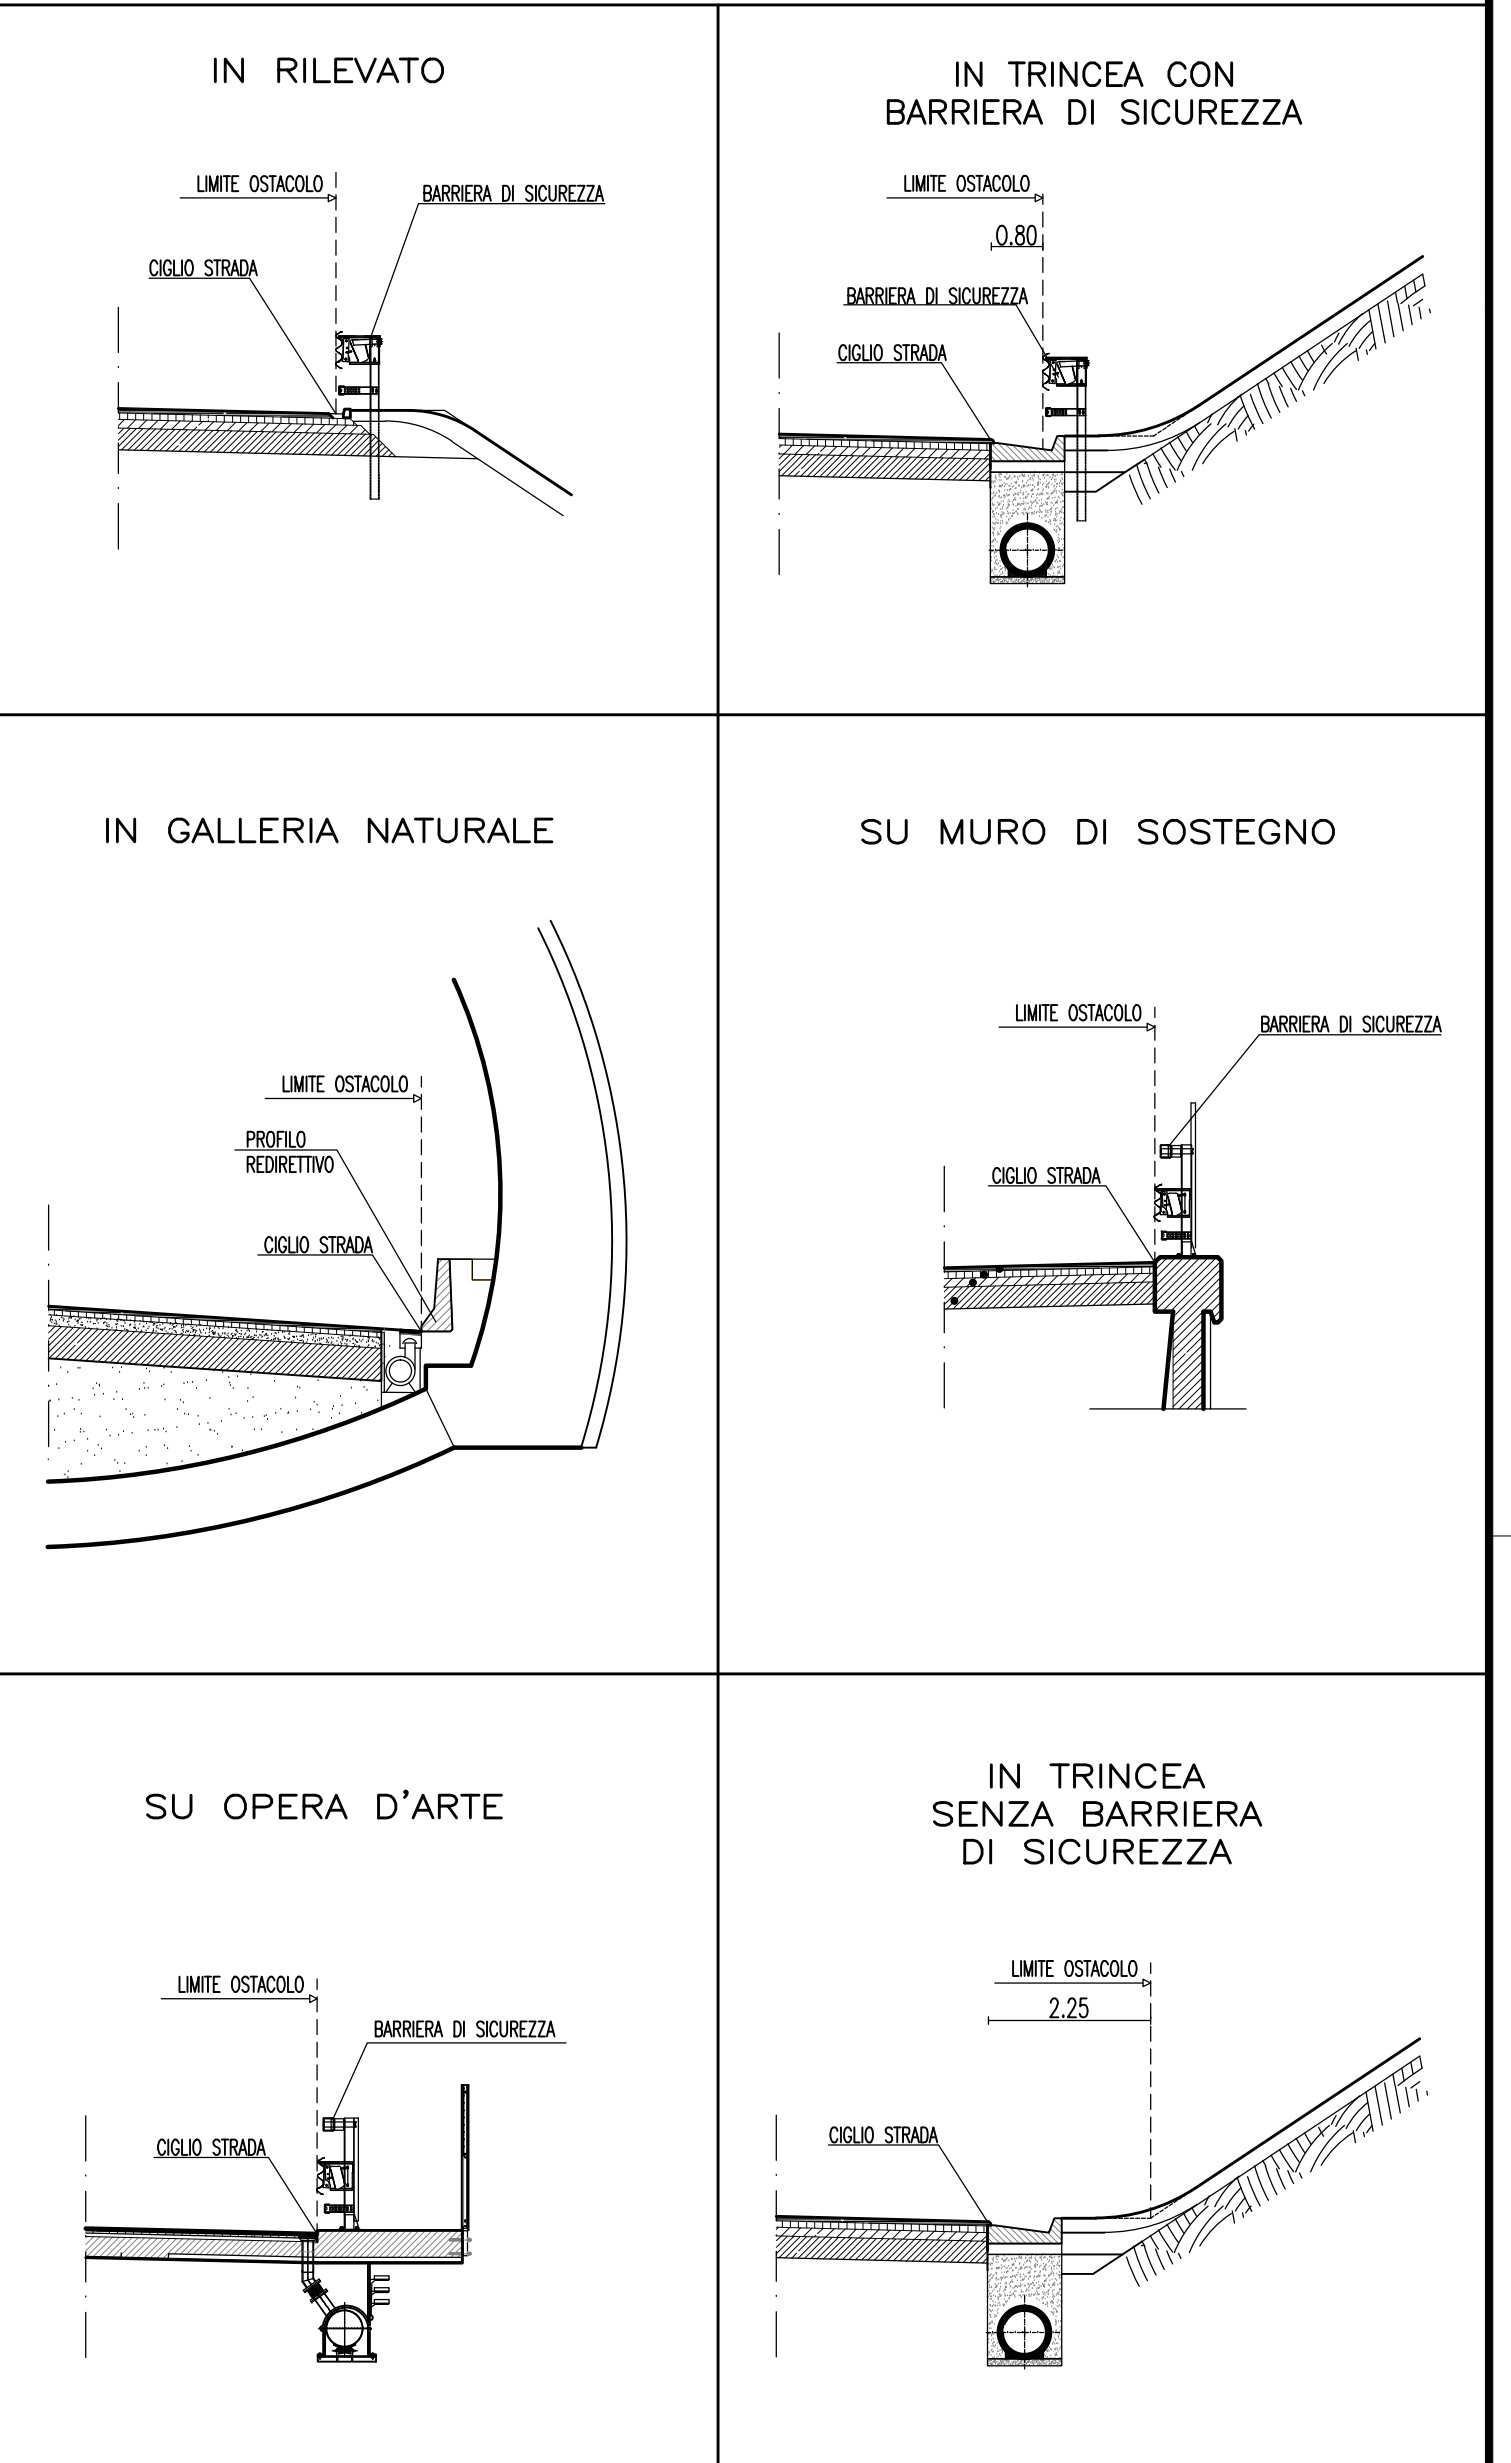 IN RILEVATO
LIMITE OSTACOLO
BARRIERA DI SICUREZZA
CIGLIO STRADA
IN TRINCEA CON
BARRIERA DI SICUREZZA
LIMITE OSTACOLO
0.80
BARRIERA DI SICUREZZA
CIGLIO STRADA
IN GALLERIA NATURALE
LIMITE OSTACOLO
PROFILO
REDIRETTIVO
CIGLIO STRADA
SU MURO DI SOSTEGNO
LIMITE OSTACOLO
BARRIERA DI SICUREZZA
CIGLIO STRADA
SU OPERA D'ARTE
LIMITE OSTACOLO
BARRIERA DI SICUREZZA
CIGLIO STRADA
IN TRINCEA
SENZA BARRIERA
DI SICUREZZA
LIMITE OSTACOLO
2.25
CIGLIO STRADA